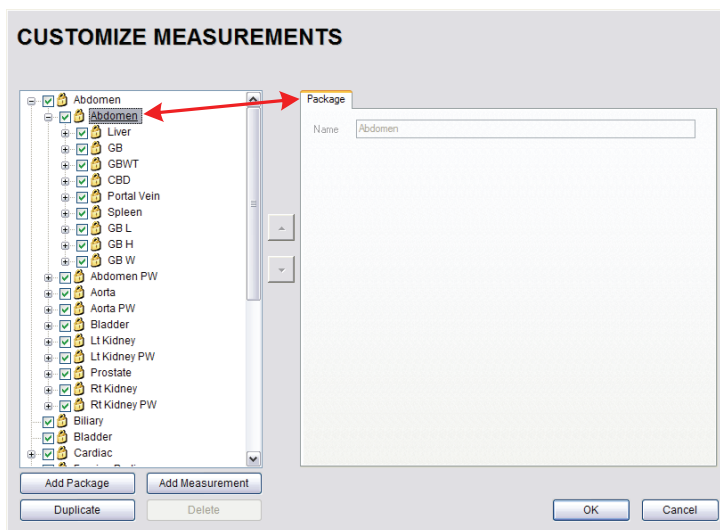 CUSTOMIZE MEASUREMENTS
Abdomen
Abdomen
Liver
GB
GBWT
CBD
Portal Vein
Spleen
GB L
GB H
GB W
Abdomen PW
Aorta
Aorta PW
Bladder
Lt Kidney
Lt Kidney PW
Prostate
Rt Kidney
Rt Kidney PW
Biliary
Bladder
Cardiac
Add Package
Add Measurement
Duplicate
Delete
Package
Name
Abdomen
OK
Cancel